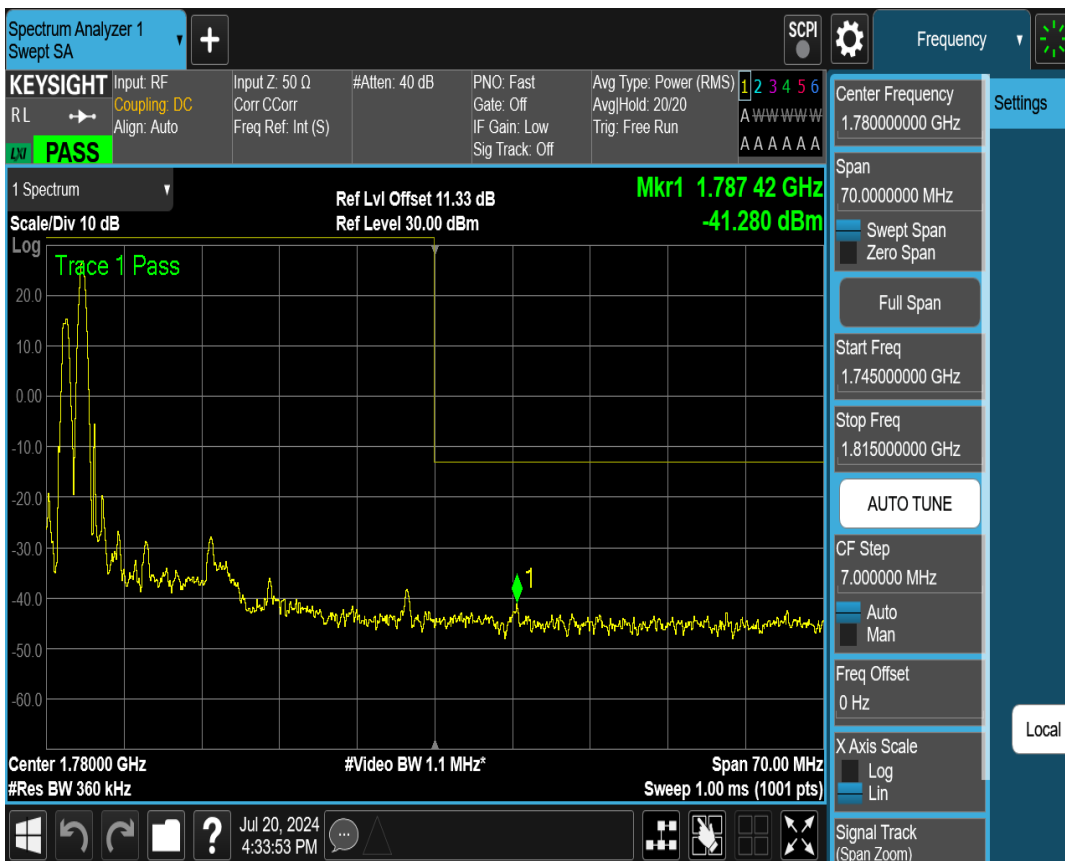 Spectrum Analyzer 1
Swept SA
+
SCPI
Frequency
KEYSIGHT
RL
LXI PASS
Input: RF
Coupling: DC
Align: Auto
Input Z: 50 Ω
Corr CCorr
Freq Ref: Int (S)
#Atten: 40 dB
PNO: Fast
Gate: Off
IF Gain: Low
Sig Track: Off
Avg Type: Power (RMS)
Avg|Hold: 20/20
Trig: Free Run
1 2 3 4 5 6
A W W W W W
A A A A A A
1 Spectrum
Scale/Div 10 dB
Ref Lvl Offset 11.33 dB
Ref Level 30.00 dBm
Mkr1 1.787 42 GHz
-41.280 dBm
Log
Trace 1 Pass
20.0
10.0
0.00
-10.0
-20.0
-30.0
-40.0
-50.0
-60.0
1
Center 1.78000 GHz
#Res BW 360 kHz
#Video BW 1.1 MHz*
Span 70.00 MHz
Sweep 1.00 ms (1001 pts)
Center Frequency
1.780000000 GHz
Span
70.0000000 MHz
Swept Span
Zero Span
Full Span
Start Freq
1.745000000 GHz
Stop Freq
1.815000000 GHz
AUTO TUNE
CF Step
7.000000 MHz
Auto
Man
Freq Offset
0 Hz
X Axis Scale
Log
Lin
Signal Track
(Span Zoom)
Settings
Local
?
Jul 20, 2024
4:33:53 PM